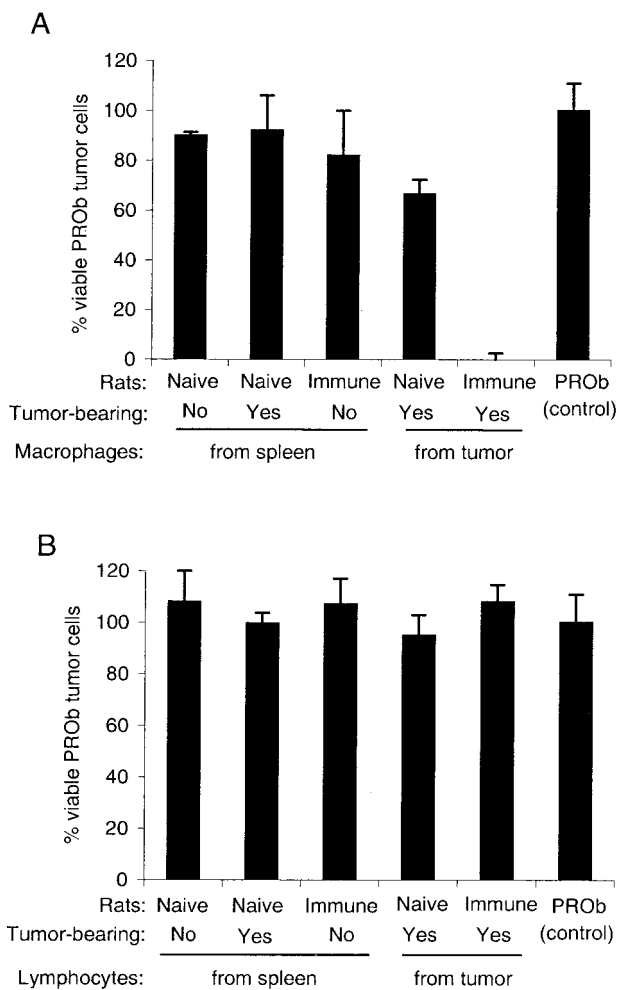 A
% viable PROb tumor cells
120
100
80
60
40
20
0
Rats: Naive Naive Immune Naive Immune PROb
Tumor-bearing: No Yes No Yes Yes (control)
Macrophages: from spleen from tumor
B
% viable PROb tumor cells
120
100
80
60
40
20
0
Rats: Naive Naive Immune Naive Immune PROb
Tumor-bearing: No Yes No Yes Yes (control)
Lymphocytes: from spleen from tumor